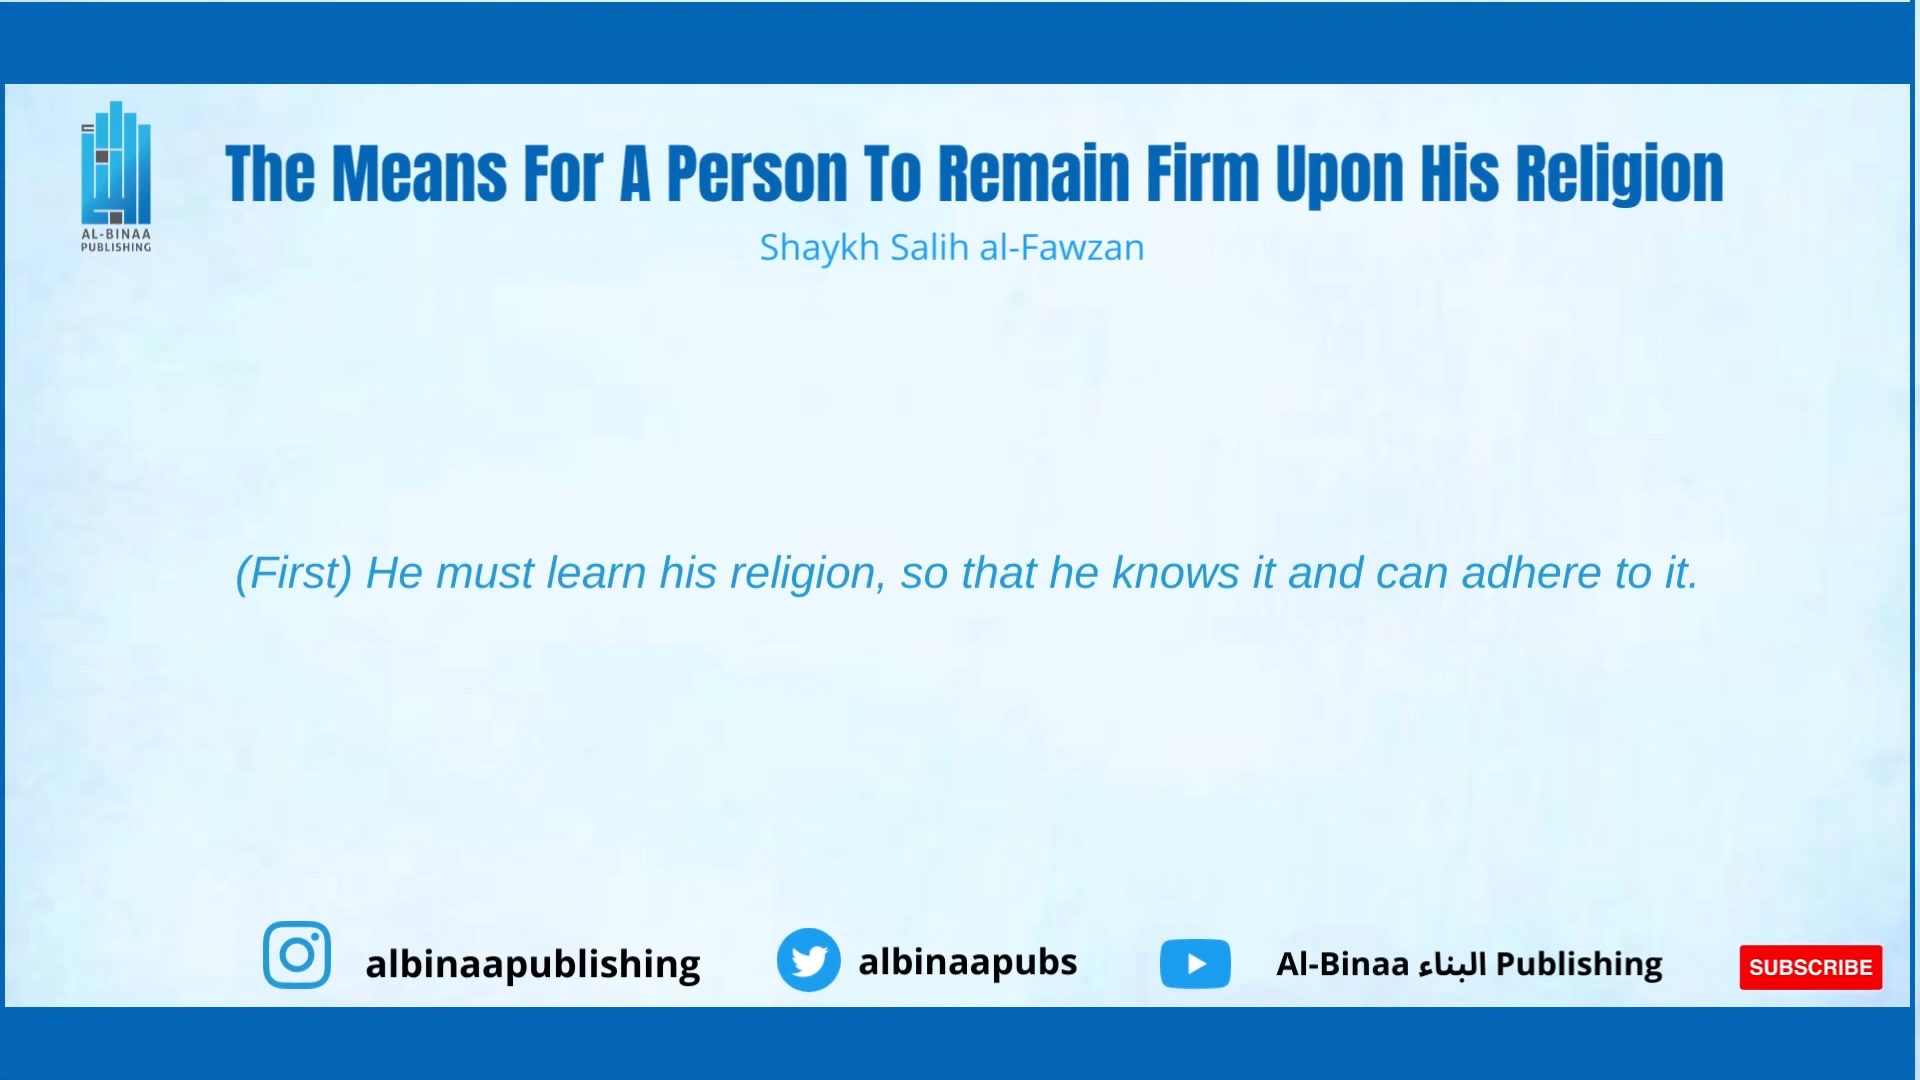 AL-BINAA
PUBLISHING
The Means For A Person To Remain Firm Upon His Religion
Shaykh Salih al-Fawzan
(First) He must learn his religion, so that he knows it and can adhere to it.
albinaapublishing
albinaapubs
Al-Binaa البناء Publishing
SUBSCRIBE